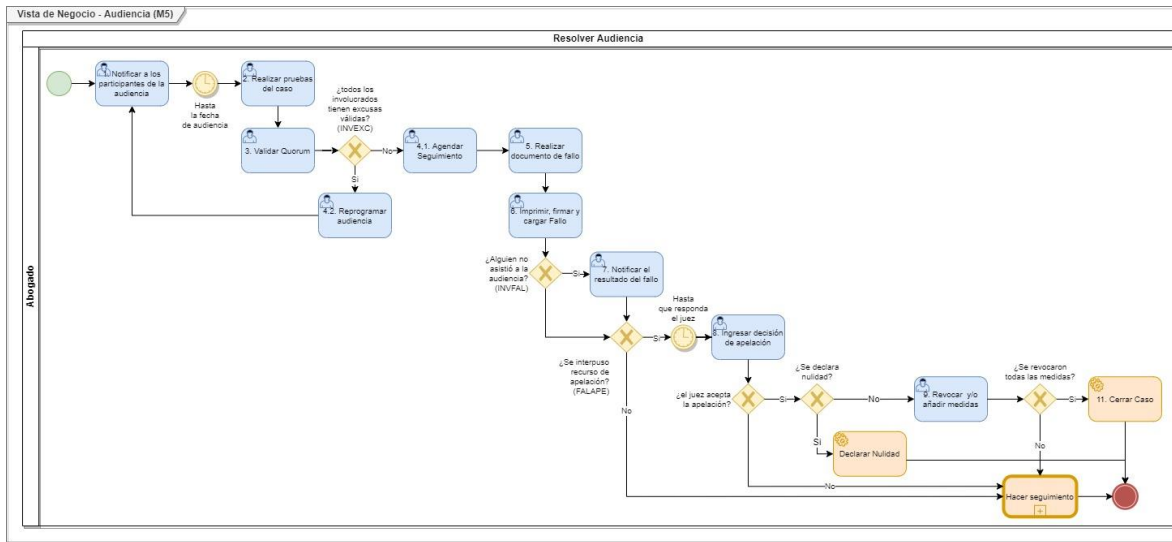 Vista de Negocio - Audiencia (M5)
Resolver Audiencia
Abogado
1. Notificar a los
participantes de la
audiencia
Hasta
la fecha
de audiencia
2. Realizar pruebas
del caso
3. Validar Quorum
¿todos los
involucrados
tienen excusas
válidas?
(INVEXC)
No
Si
4,1. Agendar
Seguimiento
4.2. Reprogramar
audiencia
5. Realizar
documento de fallo
6. Imprimir, firmar y
cargar Fallo
¿Alguien no
asistió a la
audiencia?
(INVFAL)
Si
7. Notificar el
resultado del fallo
¿Se interpuso
recurso de
apelación?
(FALAPE)
Si
No
Hasta
que responda
el juez
8. Ingresar decisión
de apelación
¿el juez acepta
la apelación?
Si
No
¿Se declara
nulidad?
No
Si
Declarar Nulidad
9. Revocar y/o
añadir medidas
¿Se revocaron
todas las medidas?
Si
No
11. Cerrar Caso
Hacer seguimiento